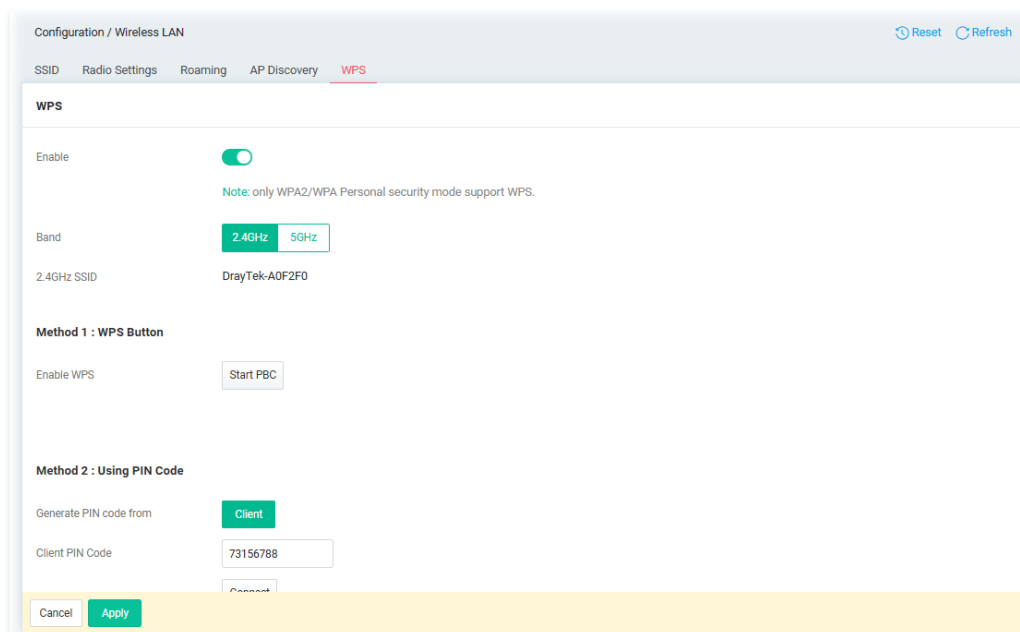 Configuration / Wireless LAN
Reset Refresh
SSID Radio Settings Roaming AP Discovery WPS
WPS
Enable
Note: only WPA2/WPA Personal security mode support WPS.
Band 2.4GHz 5GHz
2.4GHz SSID DrayTek-A0F2F0
Method 1 : WPS Button
Enable WPS Start PBC
Method 2 : Using PIN Code
Generate PIN code from Client
Client PIN Code 73156788
Connect
Cancel Apply